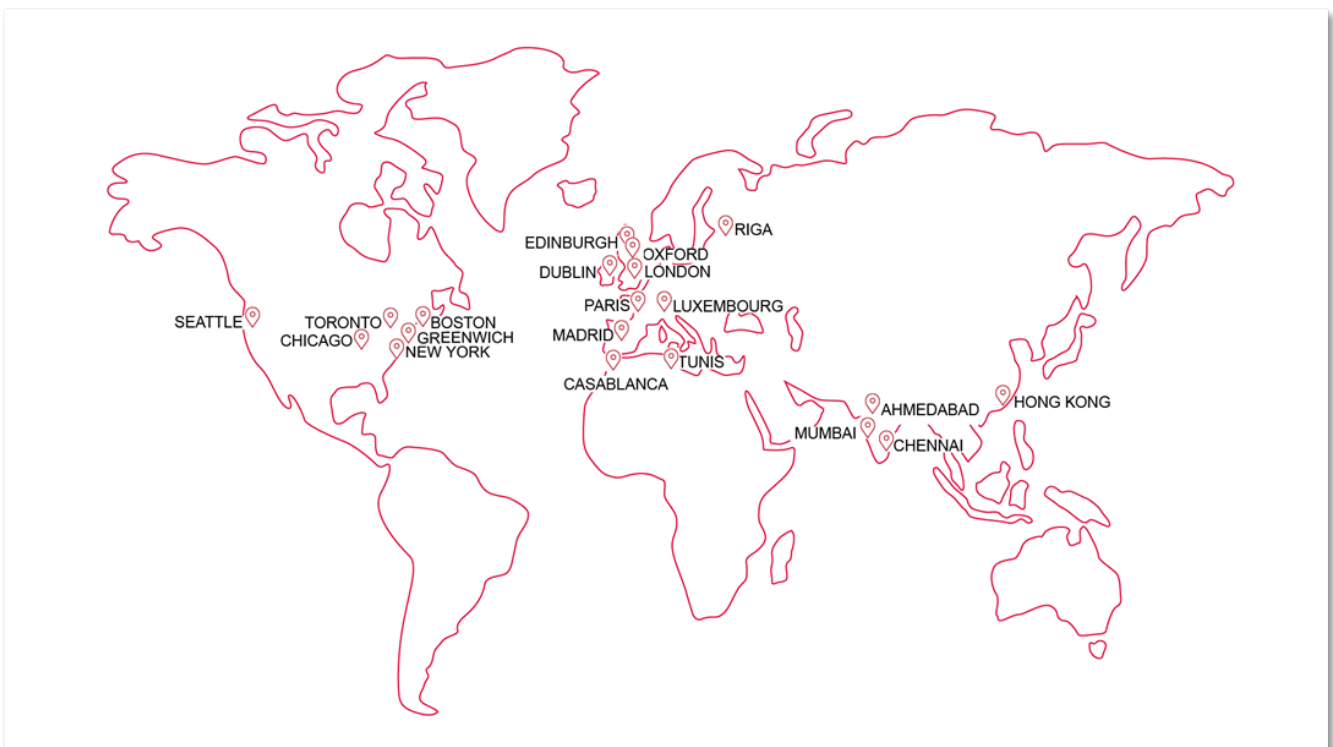 RIGA
EDINBURGH
OXFORD
DUBLIN
LONDON
PARIS
LUXEMBOURG
SEATTLE
TORONTO
BOSTON
MADRID
GREENWICH
CHICAGO
NEW YORK
TUNIS
CASABLANCA
HONG KONG
AHMEDABAD
MUMBAI
CHENNAI